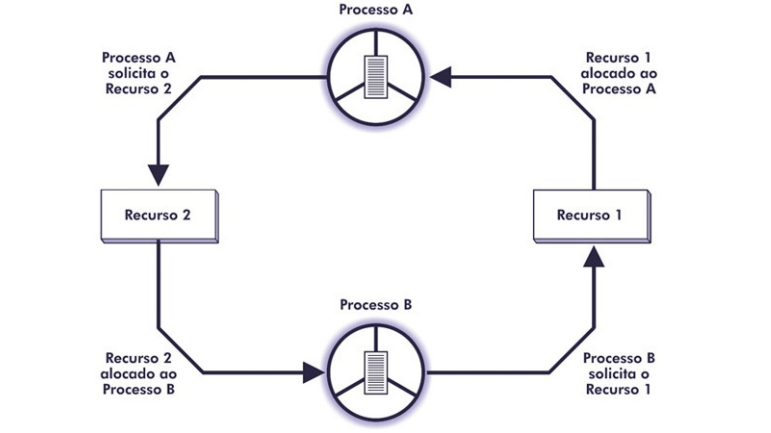 Processo A
Processo A
solicita o
Recurso 2
Recurso 1
alocado ao
Processo A
Recurso 2
Recurso 1
Processo B
Recurso 2
alocado ao
Processo B
Processo B
solicita o
Recurso 1